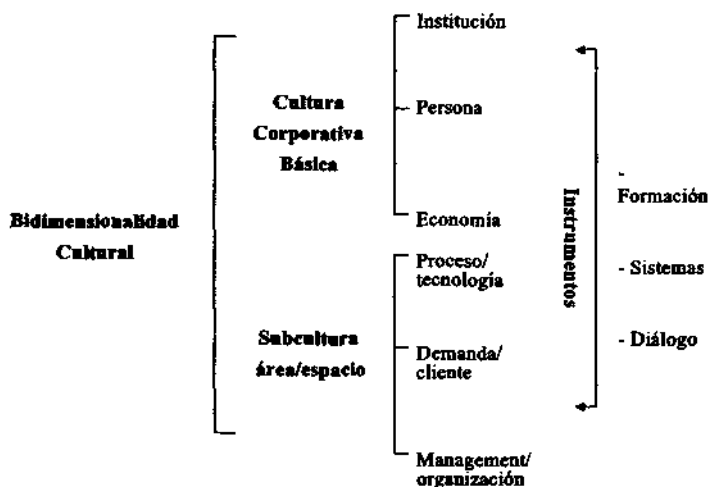 Bidimensionalidad
Cultural
Cultura
Corporativa
Básica
Institución
Persona
Economía
Subcultura
área/espacio
Proceso/
tecnología
Demanda/
cliente
Management/
organización
Instrumentos
-
Formación
- Sistemas
- Diálogo